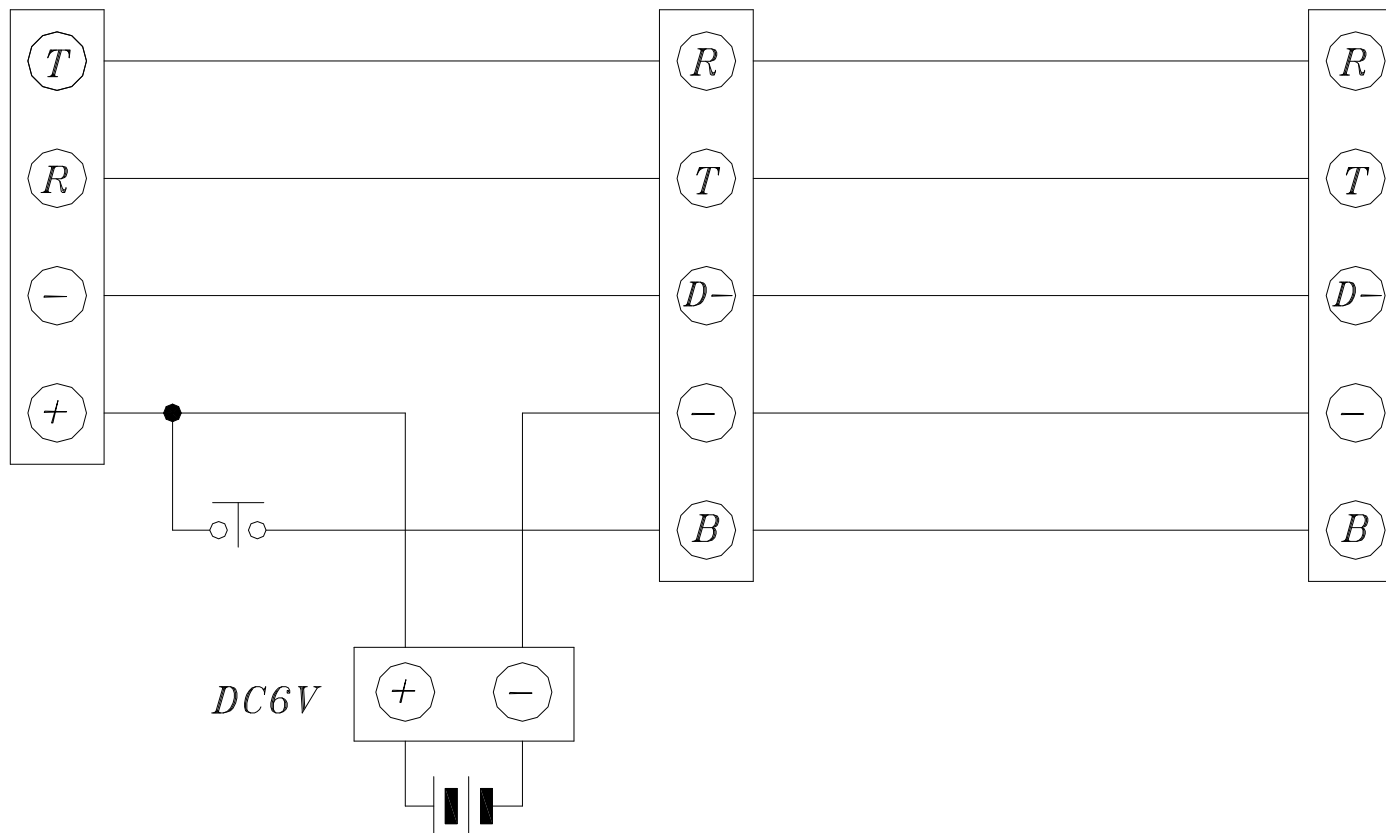 T R R
R T T
- D- D-
+ - -
B B
DC6V + -